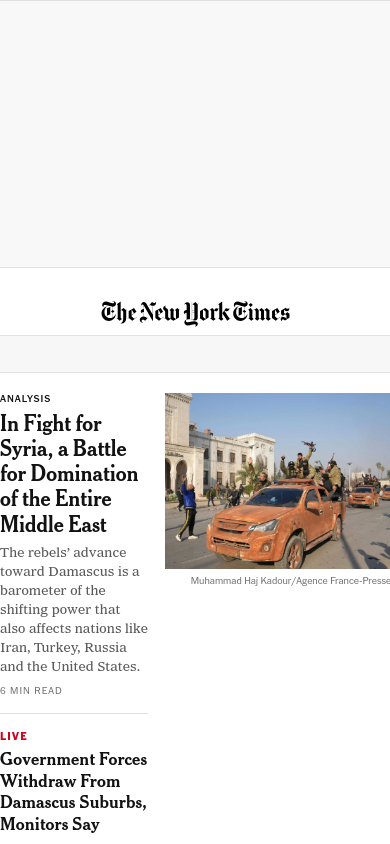 The New York Times
ANALYSIS
In Fight for
Syria, a Battle
for Domination
of the Entire
Middle East
The rebels’ advance
toward Damascus is a
barometer of the
shifting power that
also affects nations like
Iran, Turkey, Russia
and the United States.
6 MIN READ
Muhammad Haj Kadour/Agence France-Presse
LIVE
Government Forces
Withdraw From
Damascus Suburbs,
Monitors Say